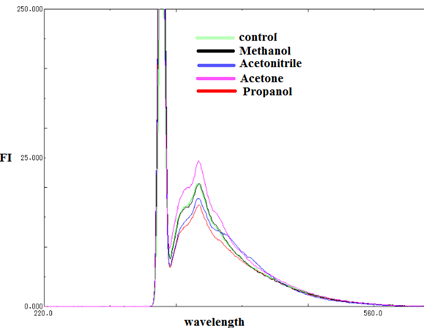 250.000
control
Methanol
Acetonitrile
Acetone
Propanol
FI
25.000
0.000
220.0
wavelength
560.0